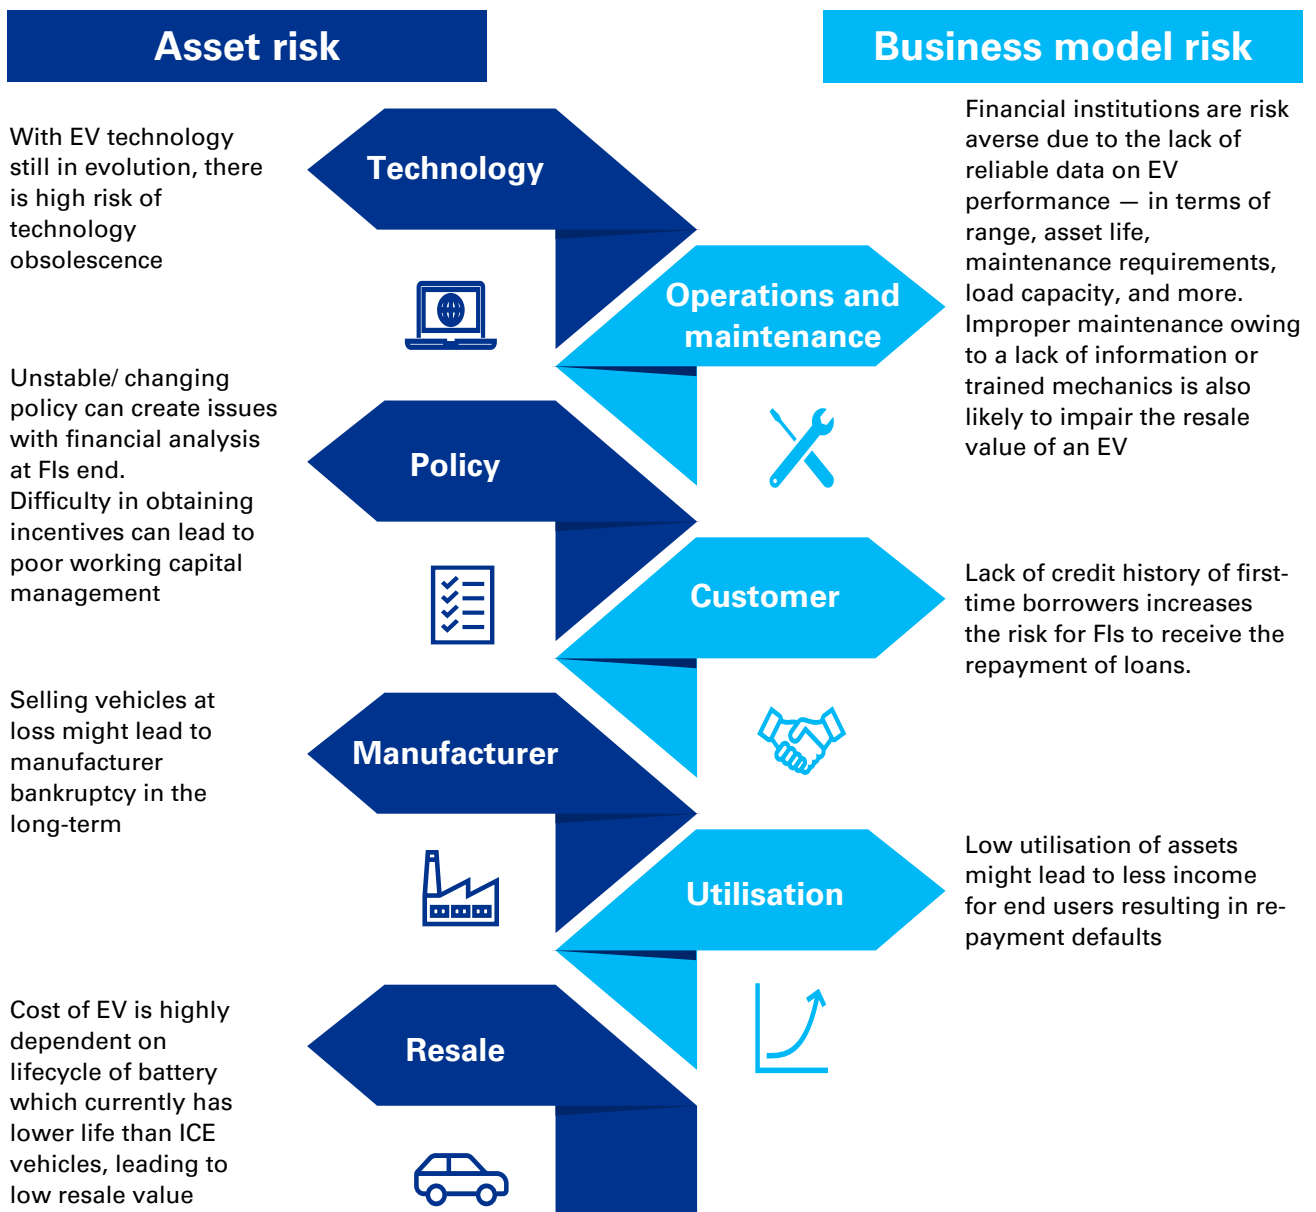 Asset risk
Business model risk
With EV technology
still in evolution, there
is high risk of
technology
obsolescence
Technology
Financial institutions are risk
averse due to the lack of
reliable data on EV
performance — in terms of
range, asset life,
maintenance requirements,
load capacity, and more.
Improper maintenance owing
to a lack of information or
trained mechanics is also
likely to impair the resale
value of an EV
Operations and
maintenance
Unstable/ changing
policy can create issues
with financial analysis
at FIs end.
Difficulty in obtaining
incentives can lead to
poor working capital
management
Policy
Customer
Lack of credit history of first-
time borrowers increases
the risk for FIs to receive the
repayment of loans.
Selling vehicles at
loss might lead to
manufacturer
bankruptcy in the
long-term
Manufacturer
Utilisation
Low utilisation of assets
might lead to less income
for end users resulting in re-
payment defaults
Cost of EV is highly
dependent on
lifecycle of battery
which currently has
lower life than ICE
vehicles, leading to
low resale value
Resale